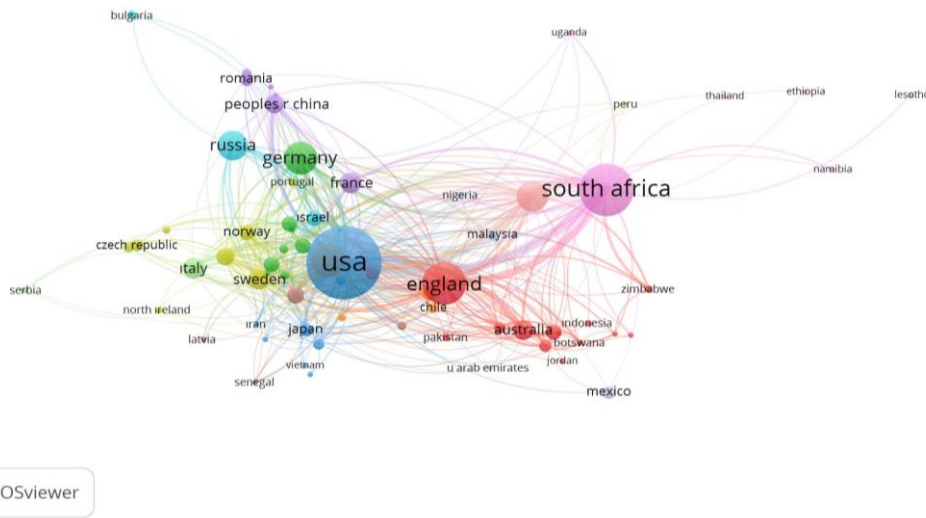 bulgaria
uganda
romania
peoples r china
peru
thailand
ethiopia
lesotho
russia
germany
portugal
france
nigeria
south africa
namibia
israel
norway
malaysia
czech republic
italy
sweden
usa
england
serbia
north ireland
chile
zimbabwe
iran
japan
latvia
pakistan
australia
indonesia
botswana
vietnam
u arab emirates
jordan
senegal
mexico
OSviewer